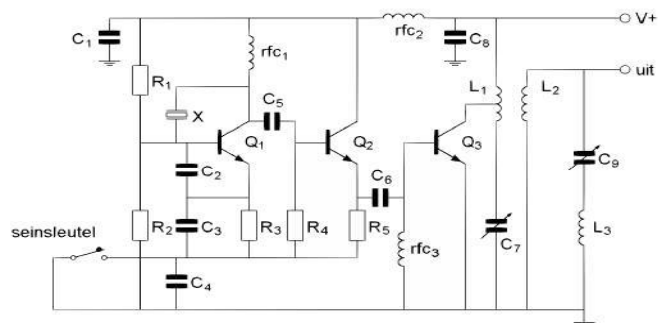 C1
rfc1
rfc2
C8
V+
R1
X
C5
L1
L2
uit
Q1
Q2
Q3
C2
C6
C9
R2
C3
R3
R4
R5
rfc3
C7
L3
seinsleutel
C4